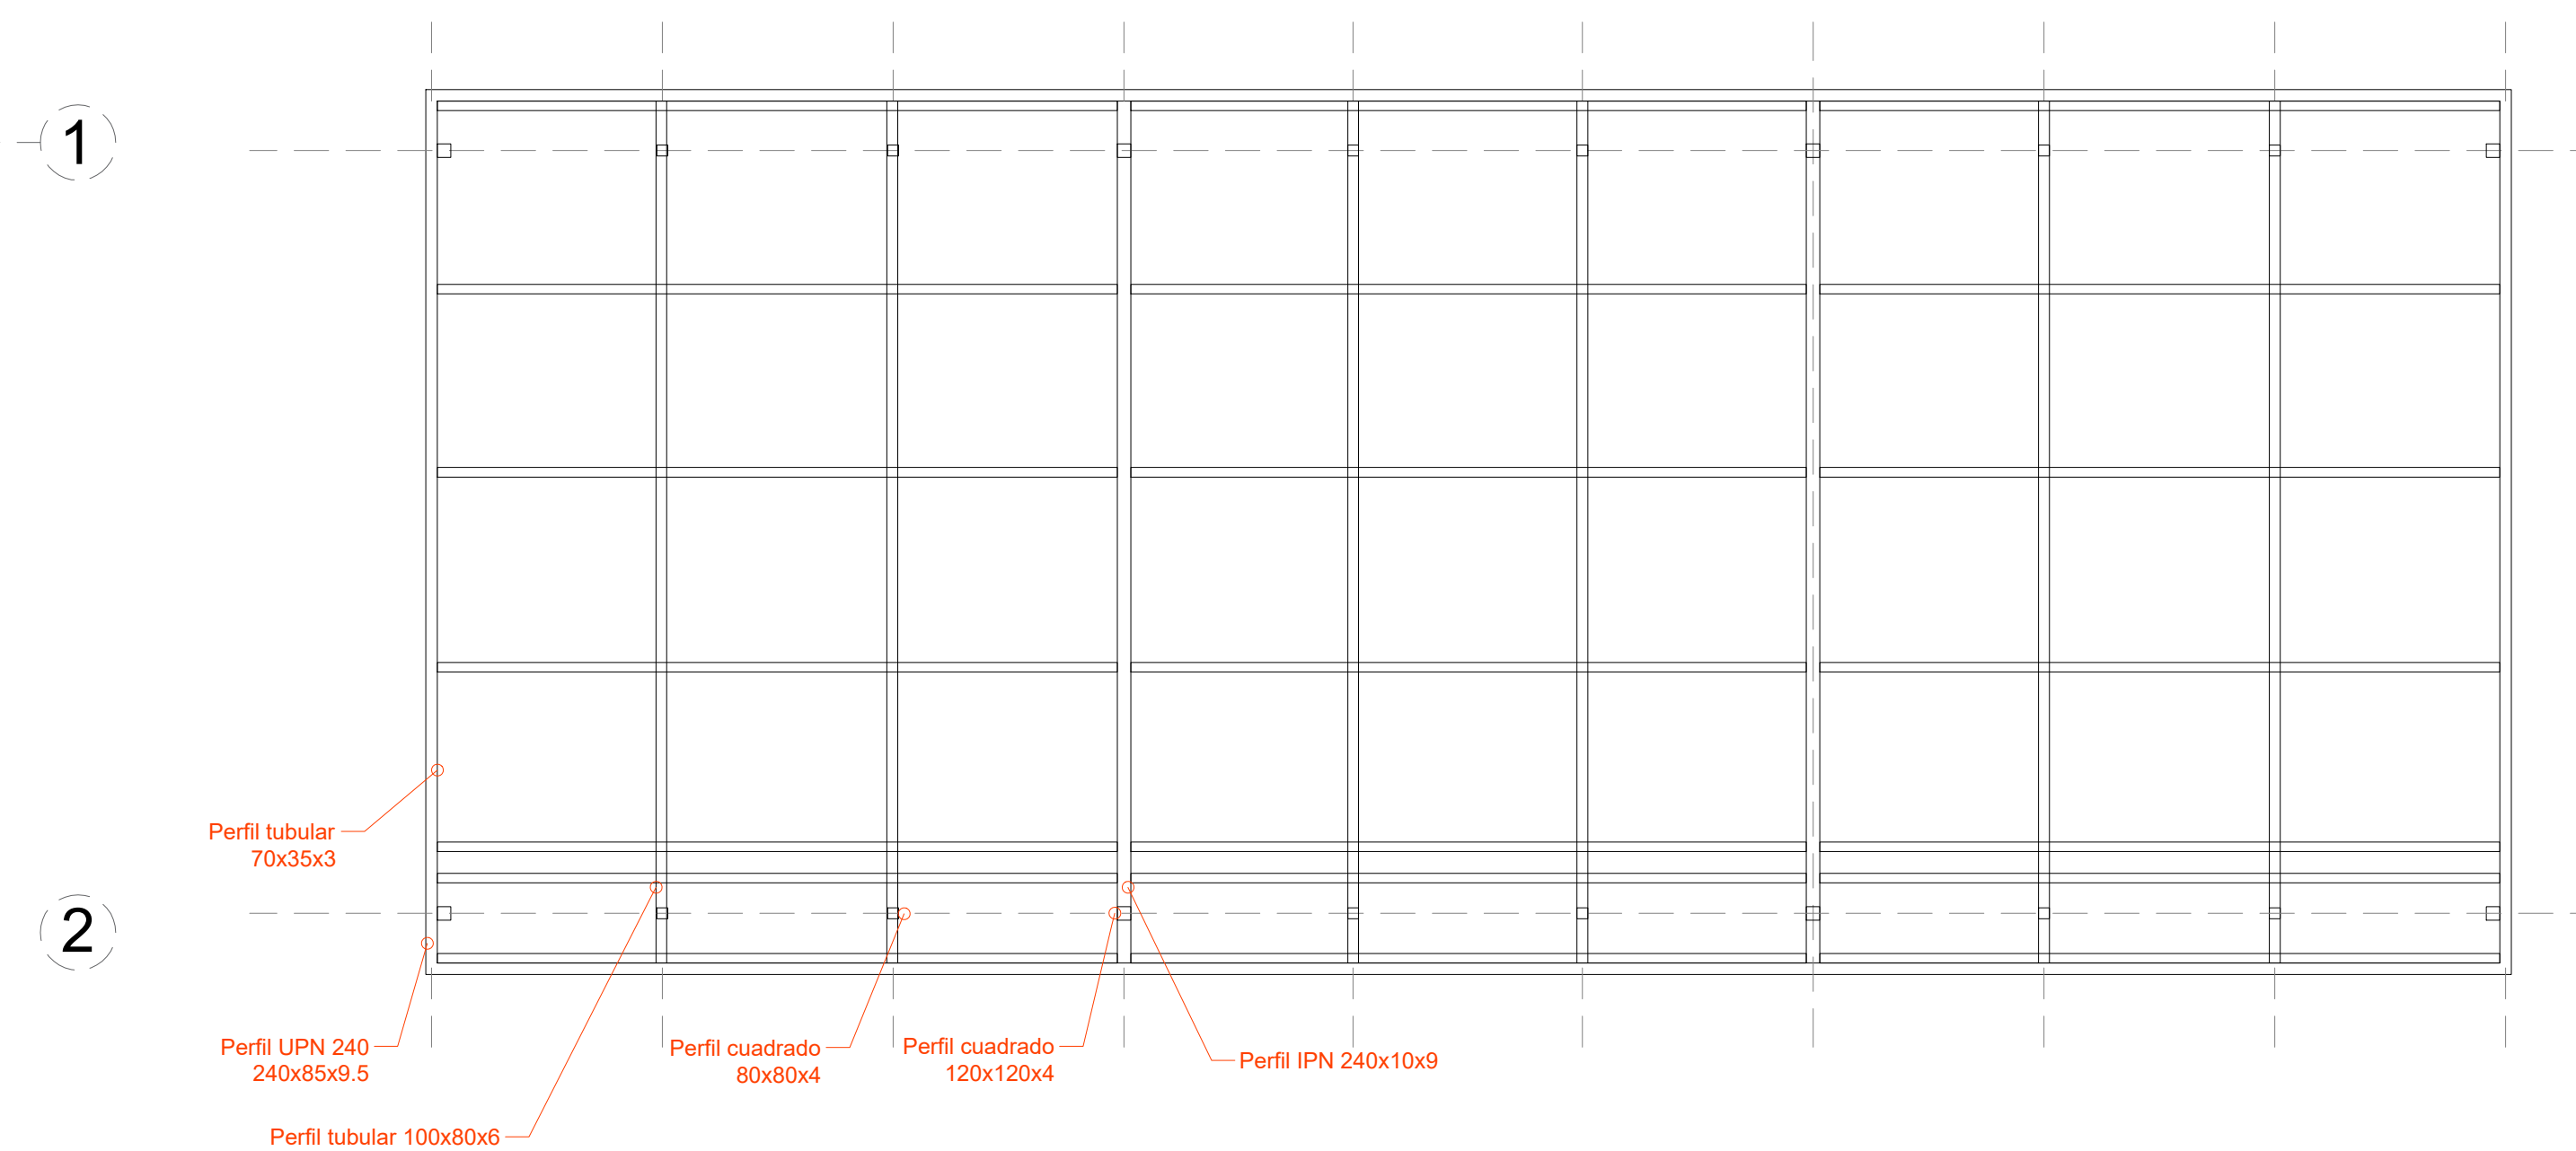 1
Perfil tubular
70x35x3
2
Perfil UPN 240
240x85x9.5
Perfil cuadrado
80x80x4
Perfil cuadrado
120x120x4
Perfil IPN 240x10x9
Perfil tubular 100x80x6